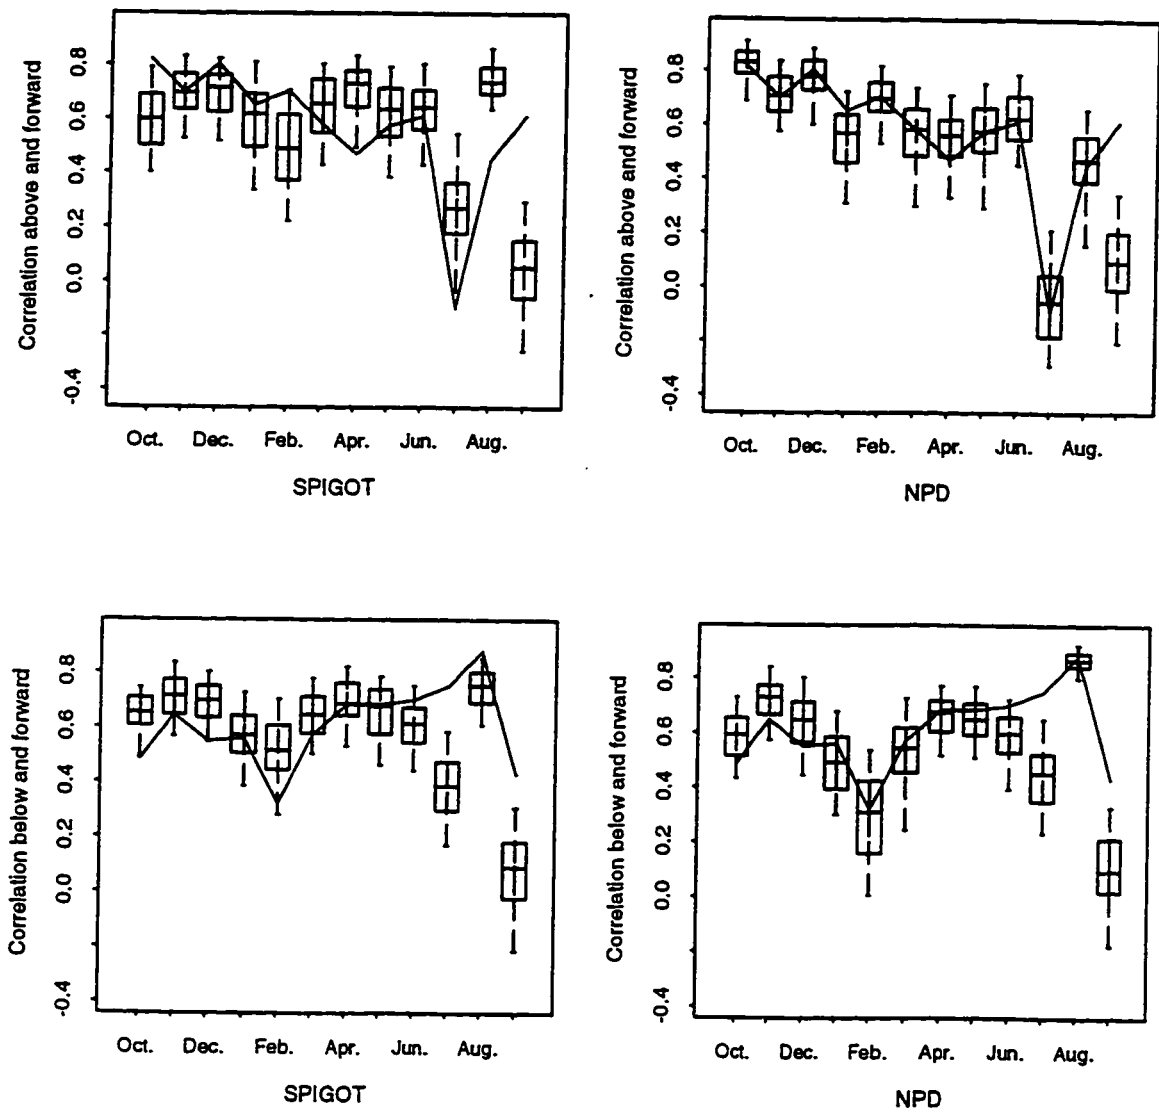 Correlation above and forward
0.8
0.6
0.4
0.2
0.0
-0.4
Oct. Dec. Feb. Apr. Jun. Aug.
SPIGOT
Correlation above and forward
0.8
0.6
0.4
0.2
0.0
-0.4
Oct. Dec. Feb. Apr. Jun. Aug.
NPD
Correlation below and forward
0.8
0.6
0.4
0.2
0.0
-0.4
Oct. Dec. Feb. Apr. Jun. Aug.
SPIGOT
Correlation below and forward
0.8
0.6
0.4
0.2
0.0
-0.4
Oct. Dec. Feb. Apr. Jun. Aug.
NPD